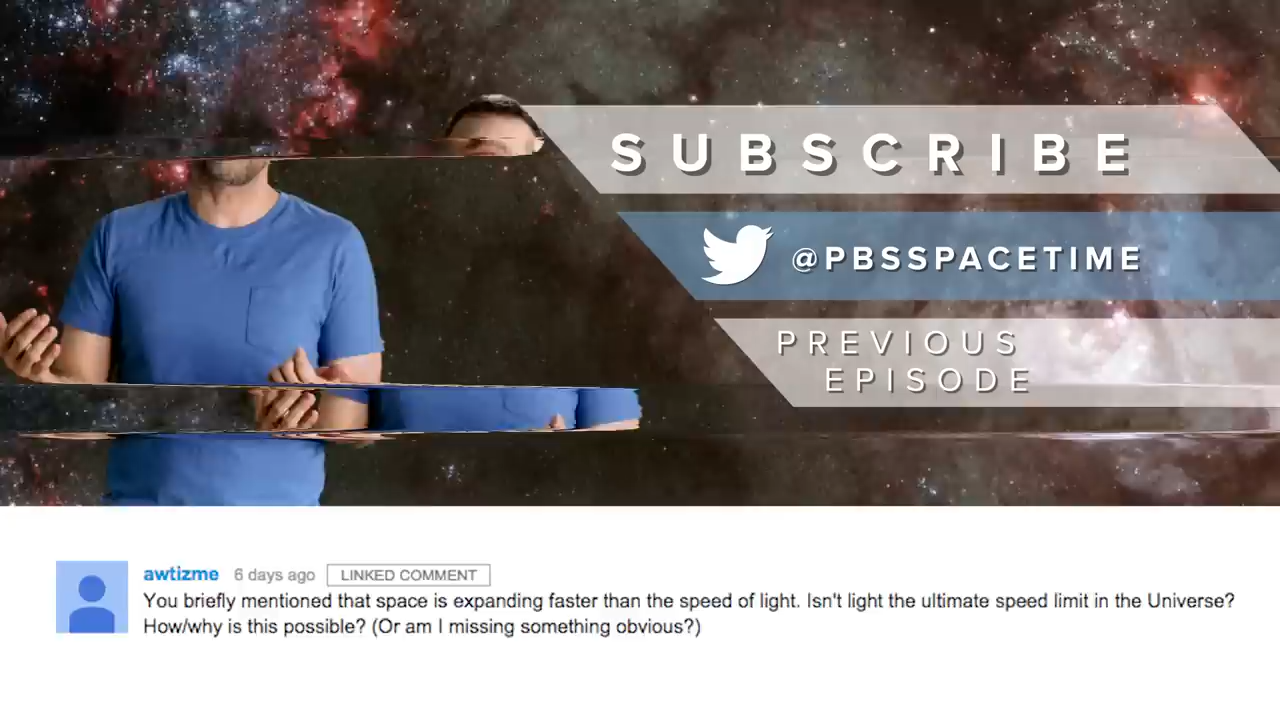 SUBSCRIBE
@PBSSPACETIME
PREVIOUS
EPISODE
awtizme 6 days ago LINKED COMMENT
You briefly mentioned that space is expanding faster than the speed of light. Isn't light the ultimate speed limit in the Universe?
How/why is this possible? (Or am I missing something obvious?)